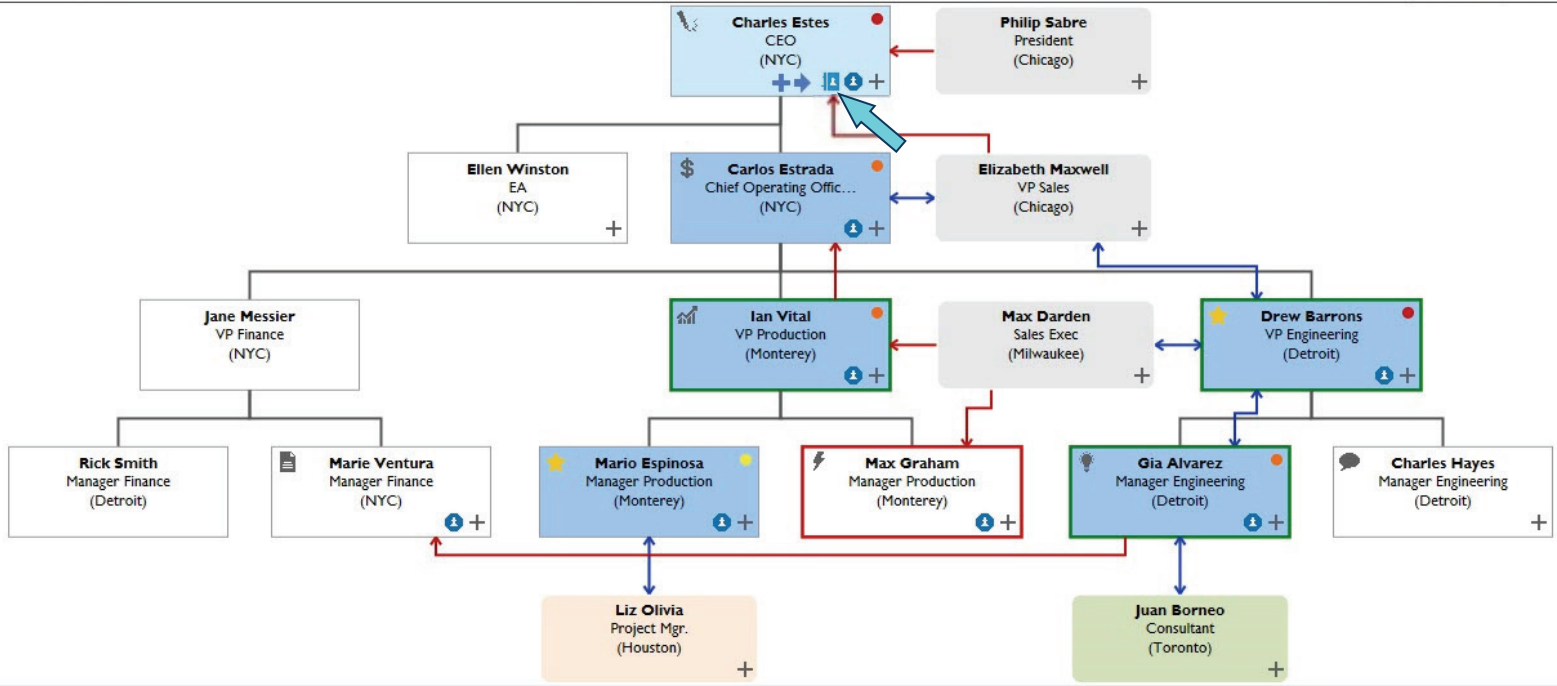 Charles Estes
CEO
(NYC)
Philip Sabre
President
(Chicago)
Ellen Winston
EA
(NYC)
Carlos Estrada
Chief Operating Offic...
(NYC)
Elizabeth Maxwell
VP Sales
(Chicago)
Jane Messier
VP Finance
(NYC)
Ian Vital
VP Production
(Monterey)
Max Darden
Sales Exec
(Milwaukee)
Drew Barrons
VP Engineering
(Detroit)
Rick Smith
Manager Finance
(Detroit)
Marie Ventura
Manager Finance
(NYC)
Mario Espinosa
Manager Production
(Monterey)
Max Graham
Manager Production
(Monterey)
Gia Alvarez
Manager Engineering
(Detroit)
Charles Hayes
Manager Engineering
(Detroit)
Liz Olivia
Project Mgr.
(Houston)
Juan Borneo
Consultant
(Toronto)